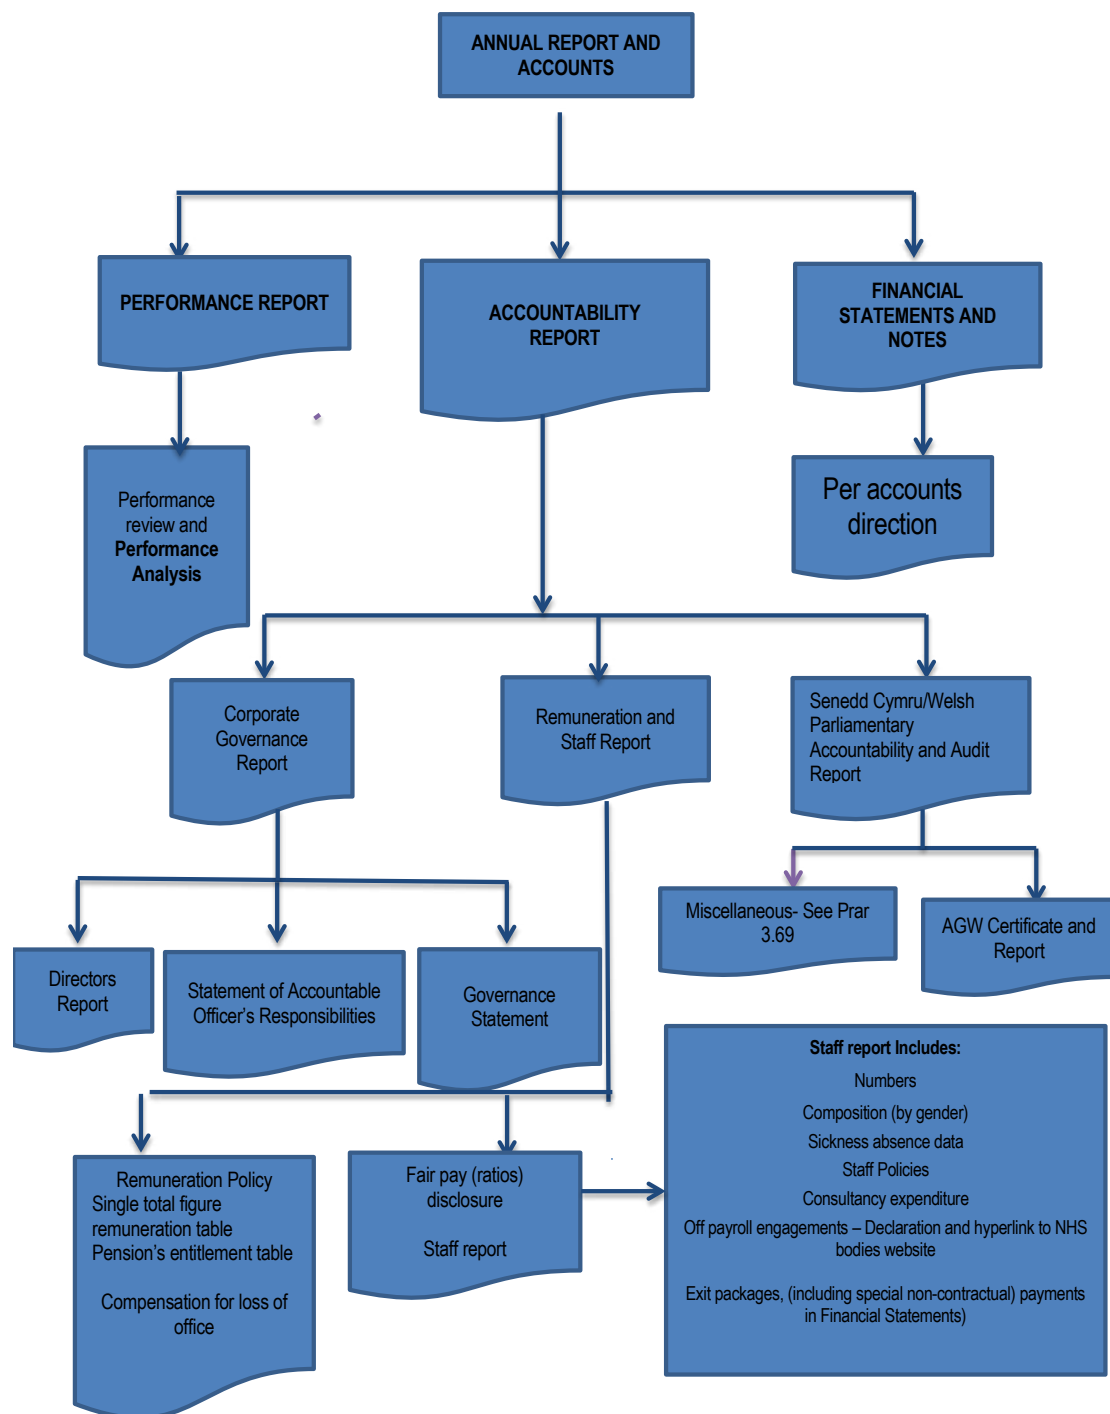 ANNUAL REPORT AND
ACCOUNTS
PERFORMANCE REPORT
ACCOUNTABILITY
REPORT
FINANCIAL
STATEMENTS AND
NOTES
Performance
review and
Performance
Analysis
Per accounts
direction
Corporate
Governance
Report
Remuneration and
Staff Report
Senedd Cymru/Welsh
Parliamentary
Accountability and Audit
Report
Directors
Report
Statement of Accountable
Officer's Responsibilities
Governance
Statement
Miscellaneous- See Prar
3.69
AGW Certificate and
Report
Remuneration Policy
Single total figure
remuneration table
Pension's entitlement table
Compensation for loss of
office
Fair pay (ratios)
disclosure
Staff report
Staff report Includes:
Numbers
Composition (by gender)
Sickness absence data
Staff Policies
Consultancy expenditure
Off payroll engagements – Declaration and hyperlink to NHS
bodies website
Exit packages, (including special non-contractual) payments
in Financial Statements)